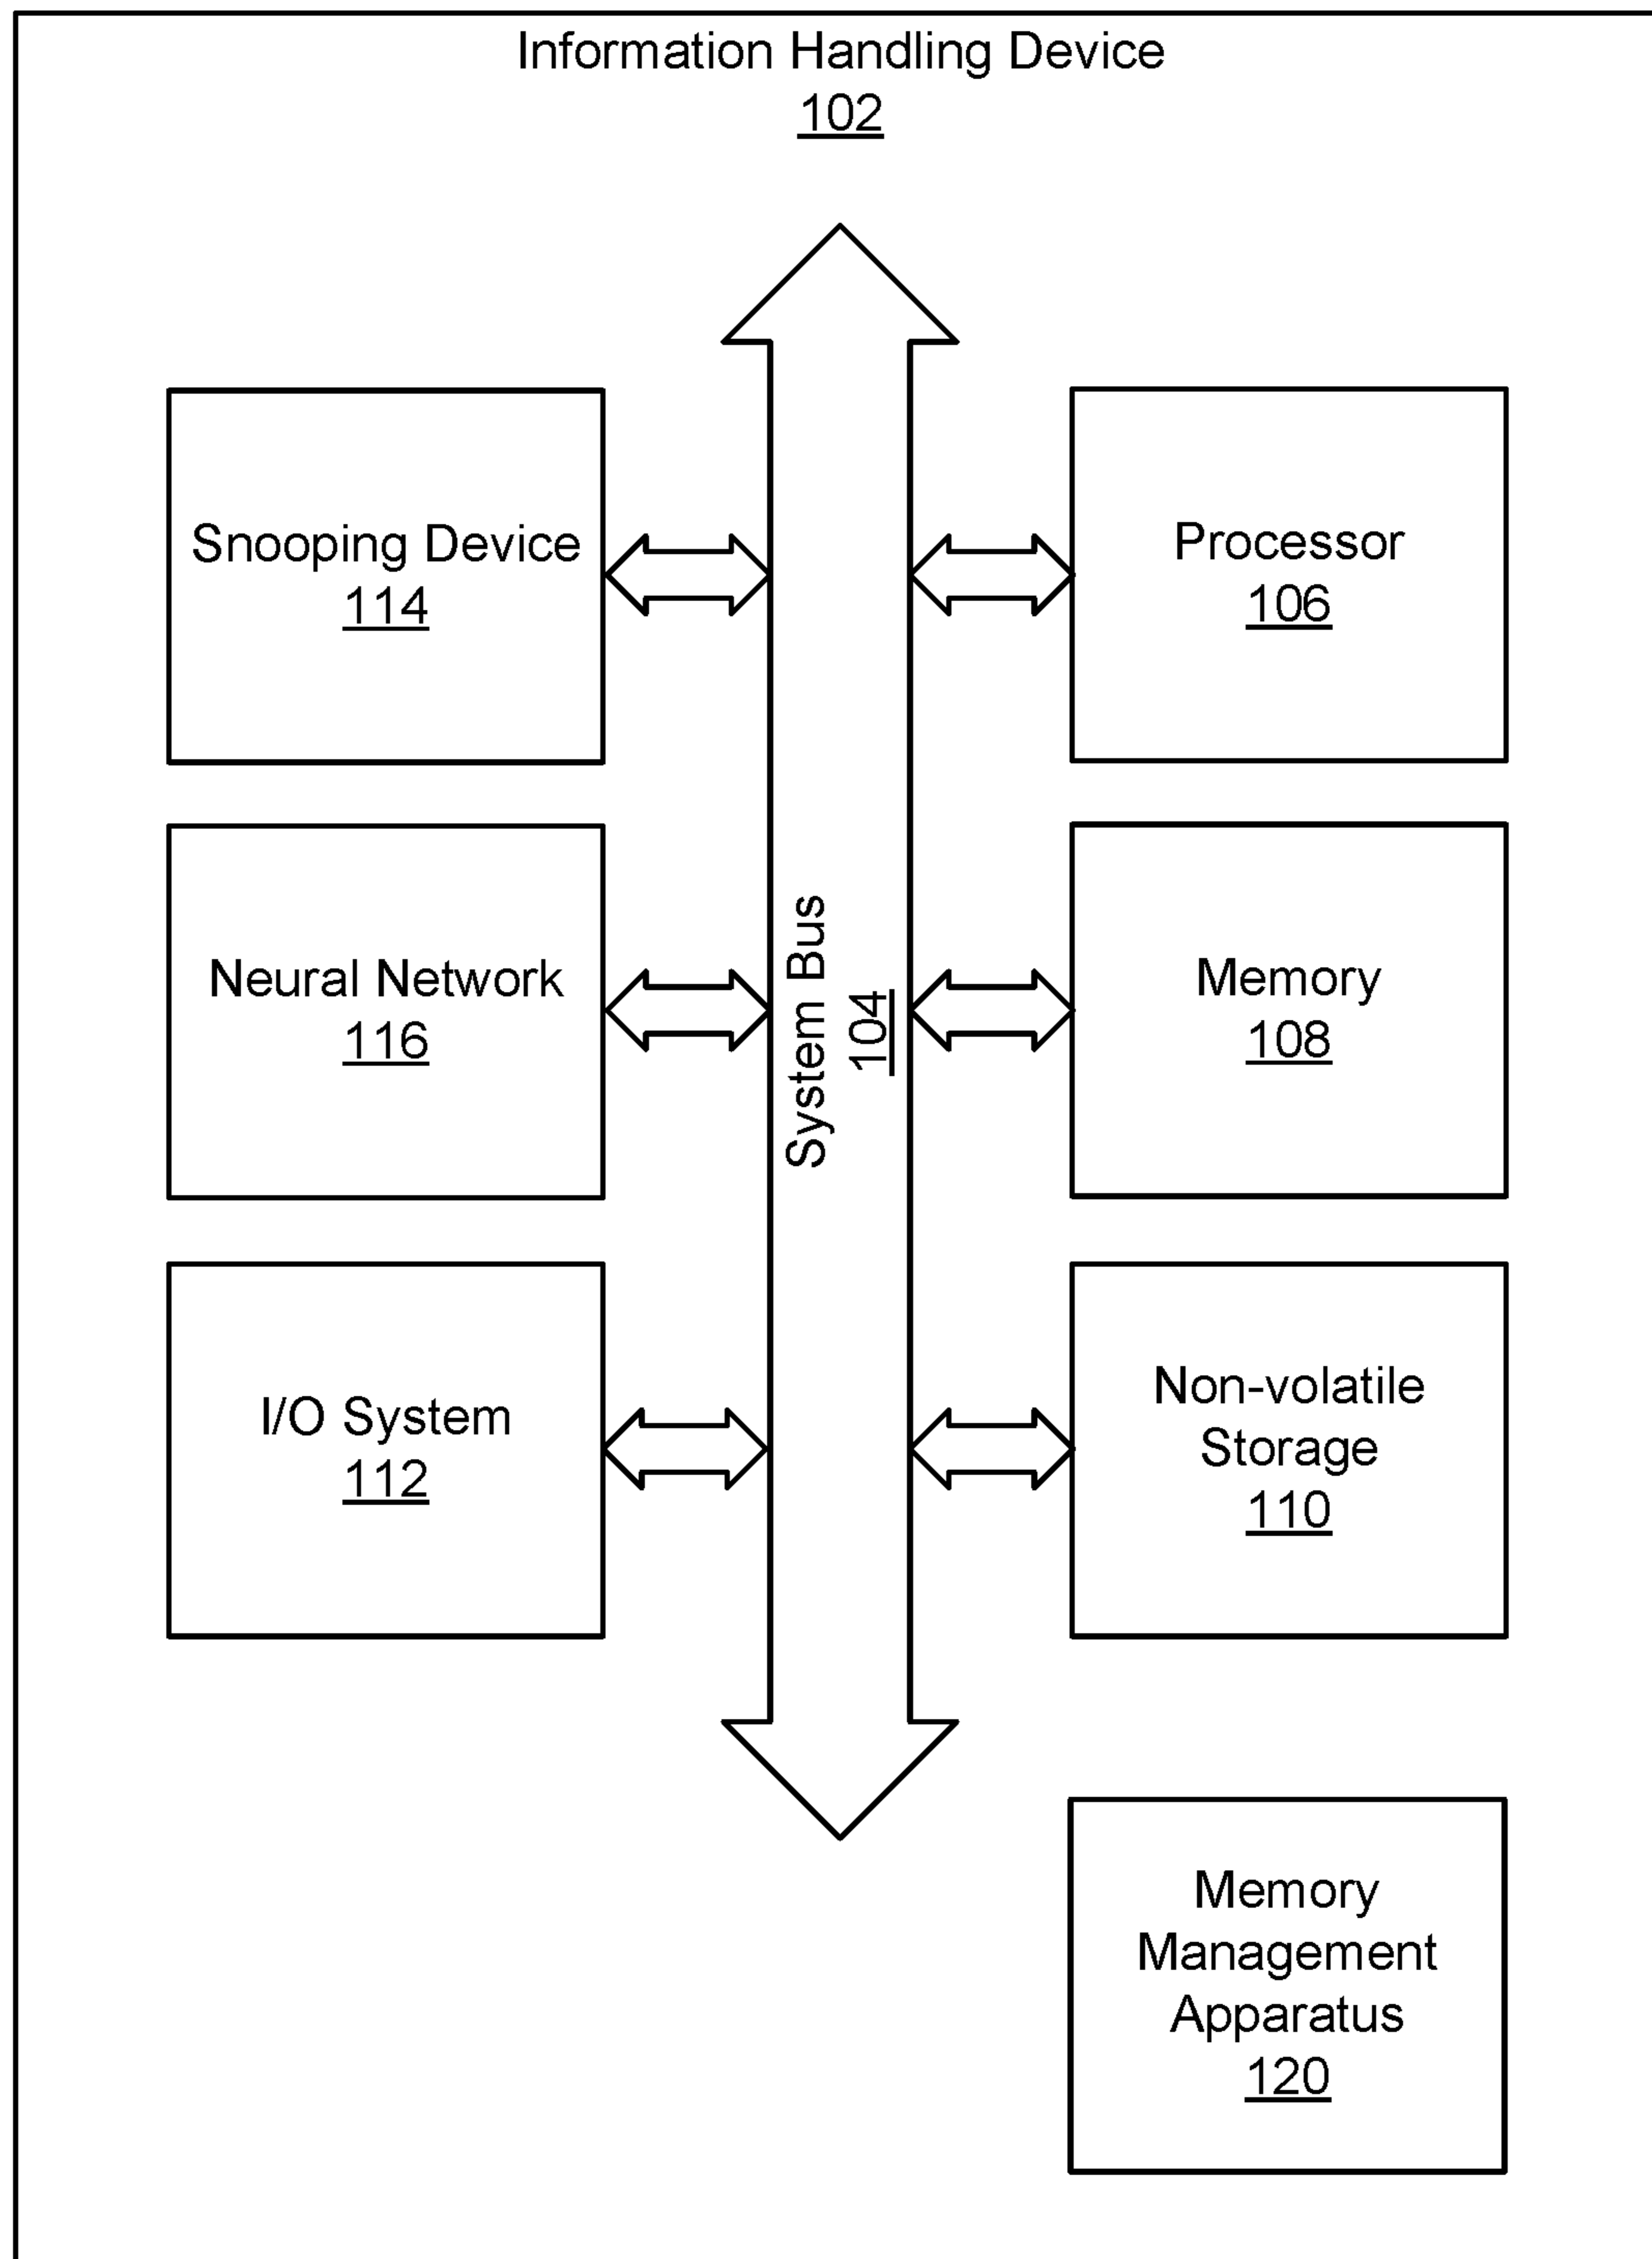 Information Handling Device
102
Snooping Device
114
Processor
106
Neural Network
116
System Bus
104
Memory
108
I/O System
112
Non-volatile
Storage
110
Memory
Management
Apparatus
120